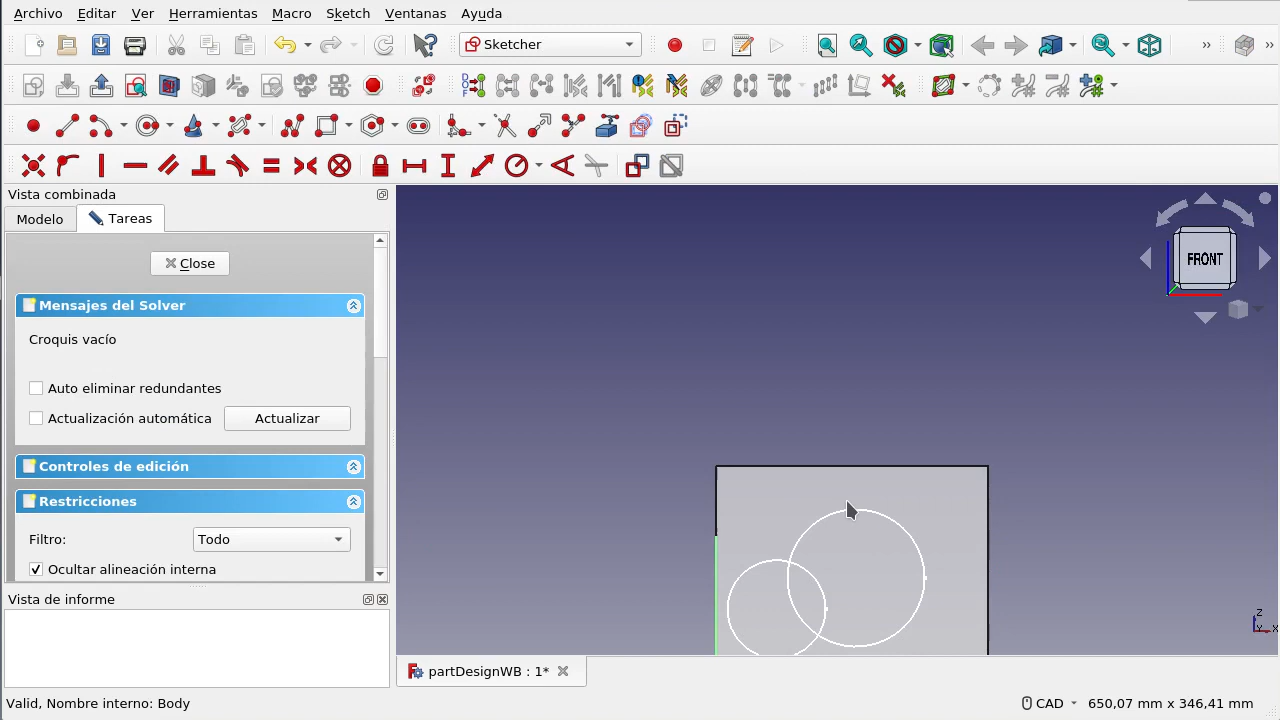 Archivo Editar Ver Herramientas Macro Sketch Ventanas Ayuda
Sketcher
Vista combinada
Modelo Tareas
Close
Mensajes del Solver
Croquis vacío
Auto eliminar redundantes
Actualización automática Actualizar
Controles de edición
Restricciones
Filtro: Todo
Ocultar alineación interna
Vista de informe
FRONT
Z
Y X
partDesignWB : 1*
Valid, Nombre interno: Body CAD 650,07 mm x 346,41 mm